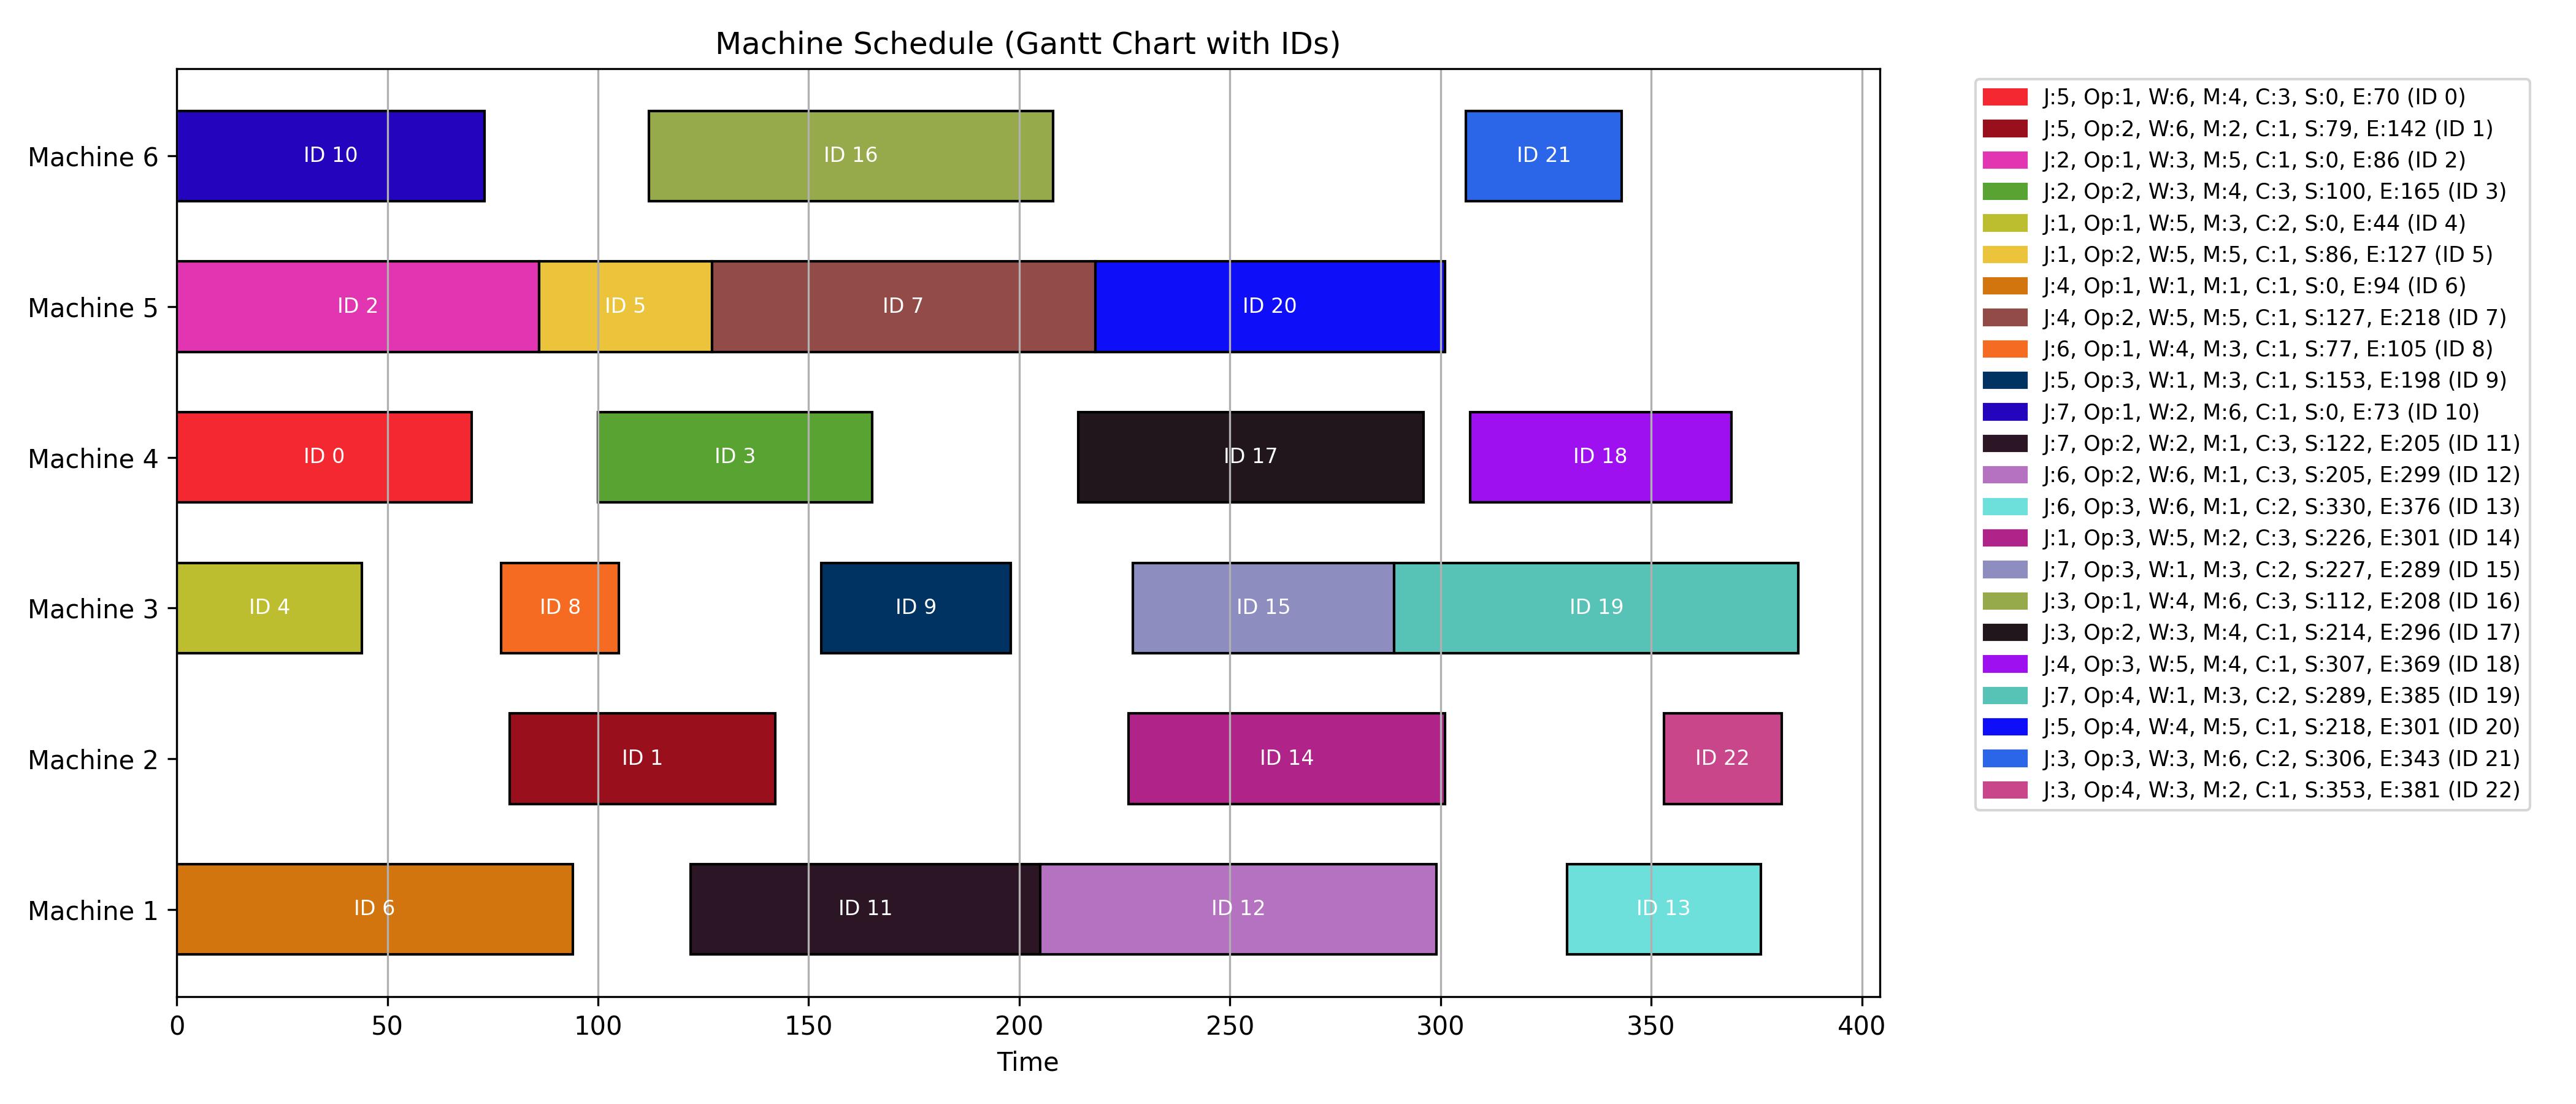 Machine Schedule (Gantt Chart with IDs)
Machine 6
ID 10
ID 16
ID 21
Machine 5
ID 2
ID 5
ID 7
ID 20
Machine 4
ID 0
ID 3
ID 17
ID 18
Machine 3
ID 4
ID 8
ID 9
ID 15
ID 19
Machine 2
ID 1
ID 14
ID 22
Machine 1
ID 6
ID 11
ID 12
ID 13
0 50 100 150 200 250 300 350 400
Time
J:5, Op:1, W:6, M:4, C:3, S:0, E:70 (ID 0)
J:5, Op:2, W:6, M:2, C:1, S:79, E:142 (ID 1)
J:2, Op:1, W:3, M:5, C:1, S:0, E:86 (ID 2)
J:2, Op:2, W:3, M:4, C:3, S:100, E:165 (ID 3)
J:1, Op:1, W:5, M:3, C:2, S:0, E:44 (ID 4)
J:1, Op:2, W:5, M:5, C:1, S:86, E:127 (ID 5)
J:4, Op:1, W:1, M:1, C:1, S:0, E:94 (ID 6)
J:4, Op:2, W:5, M:5, C:1, S:127, E:218 (ID 7)
J:6, Op:1, W:4, M:3, C:1, S:77, E:105 (ID 8)
J:5, Op:3, W:1, M:3, C:1, S:153, E:198 (ID 9)
J:7, Op:1, W:2, M:6, C:1, S:0, E:73 (ID 10)
J:7, Op:2, W:2, M:1, C:3, S:122, E:205 (ID 11)
J:6, Op:2, W:6, M:1, C:3, S:205, E:299 (ID 12)
J:6, Op:3, W:6, M:1, C:2, S:330, E:376 (ID 13)
J:1, Op:3, W:5, M:2, C:3, S:226, E:301 (ID 14)
J:7, Op:3, W:1, M:3, C:2, S:227, E:289 (ID 15)
J:3, Op:1, W:4, M:6, C:3, S:112, E:208 (ID 16)
J:3, Op:2, W:3, M:4, C:1, S:214, E:296 (ID 17)
J:4, Op:3, W:5, M:4, C:1, S:307, E:369 (ID 18)
J:7, Op:4, W:1, M:3, C:2, S:289, E:385 (ID 19)
J:5, Op:4, W:4, M:5, C:1, S:218, E:301 (ID 20)
J:3, Op:3, W:3, M:6, C:2, S:306, E:343 (ID 21)
J:3, Op:4, W:3, M:2, C:1, S:353, E:381 (ID 22)